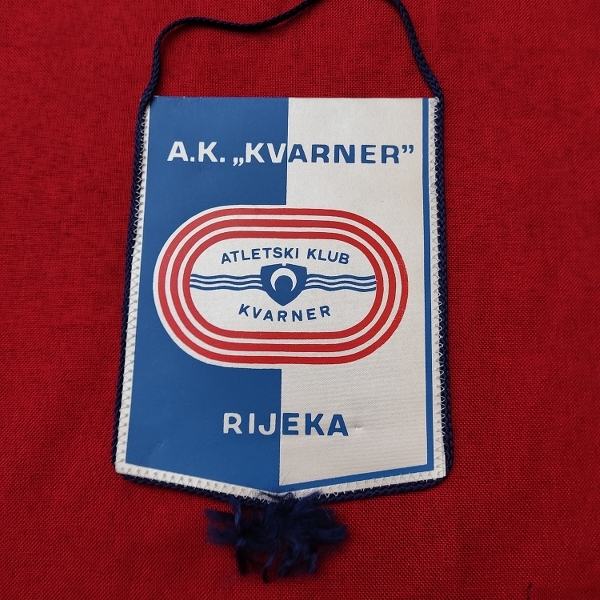 A.K. „KVARNER”
ATLETSKI KLUB
KVARNER
RIJEKA